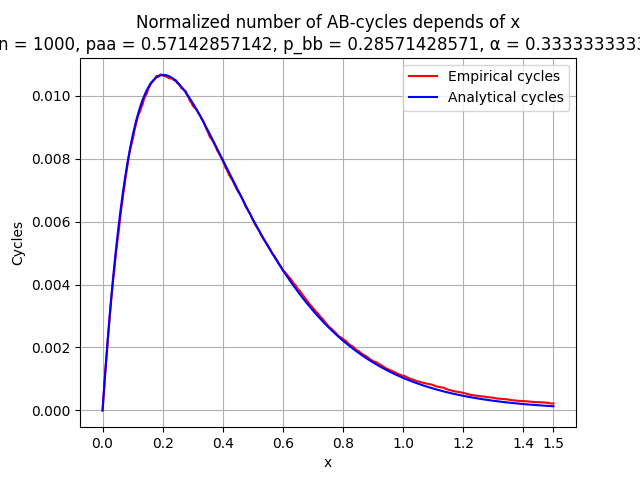 Normalized number of AB-cycles depends of x
n = 1000, paa = 0.57142857142, p_bb = 0.28571428571, α = 0.3333333333
Empirical cycles
Analytical cycles
0.010
0.008
0.006
0.004
0.002
0.000
Cycles
0.0 0.2 0.4 0.6 0.8 1.0 1.2 1.4 1.5
x